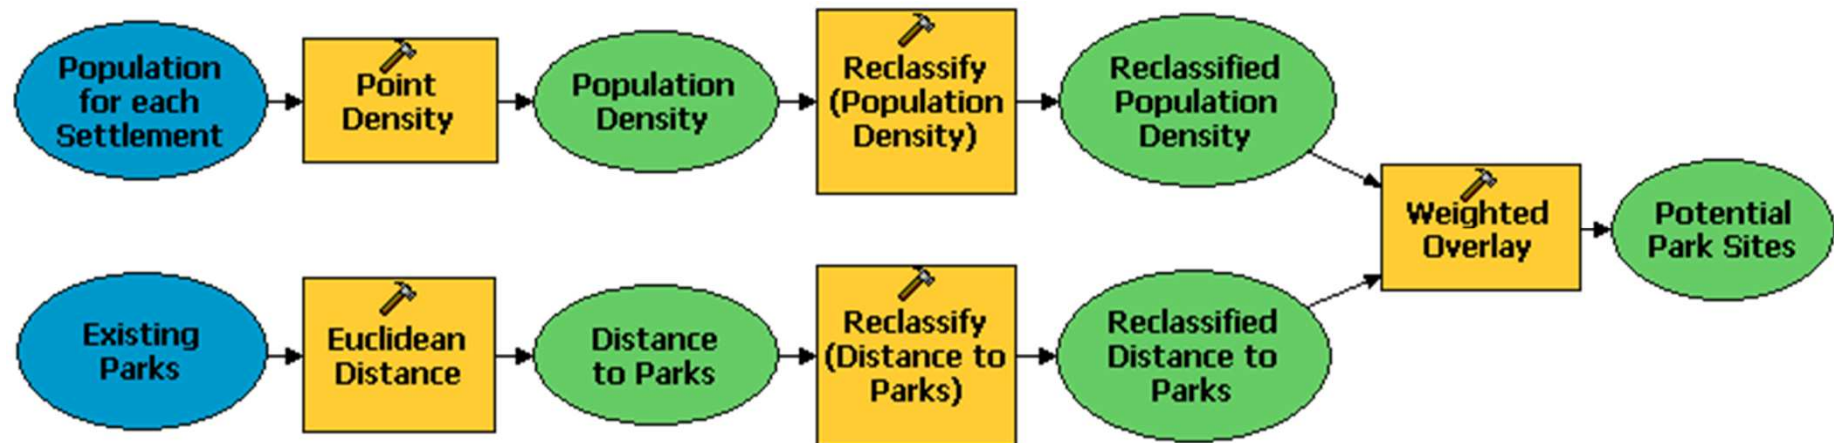 Population
for each
Settlement
Point
Density
Population
Density
Reclassify
(Population
Density)
Reclassified
Population
Density
Weighted
Overlay
Potential
Park Sites
Existing
Parks
Euclidean
Distance
Distance
to Parks
Reclassify
(Distance to
Parks)
Reclassified
Distance to
Parks